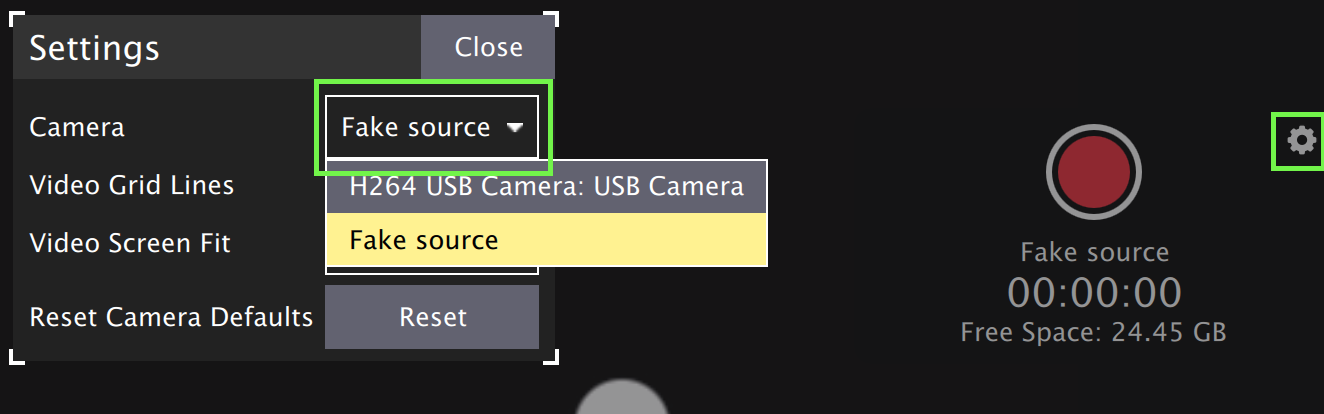 Settings
Close
Camera
Fake source
Video Grid Lines
H264 USB Camera: USB Camera
Video Screen Fit
Fake source
Reset Camera Defaults
Reset
Fake source
00:00:00
Free Space: 24.45 GB